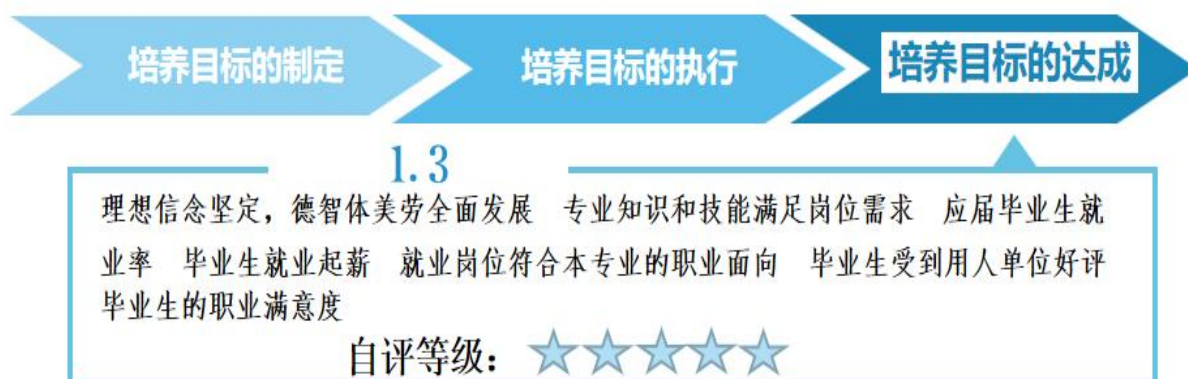 培养目标的制定
培养目标的执行
培养目标的达成
1.3
理想信念坚定，德智体美劳全面发展 专业知识和技能满足岗位需求 应届毕业生就
业率 毕业生就业起薪 就业岗位符合本专业的职业面向 毕业生受到用人单位好评
毕业生的职业满意度
自评等级：